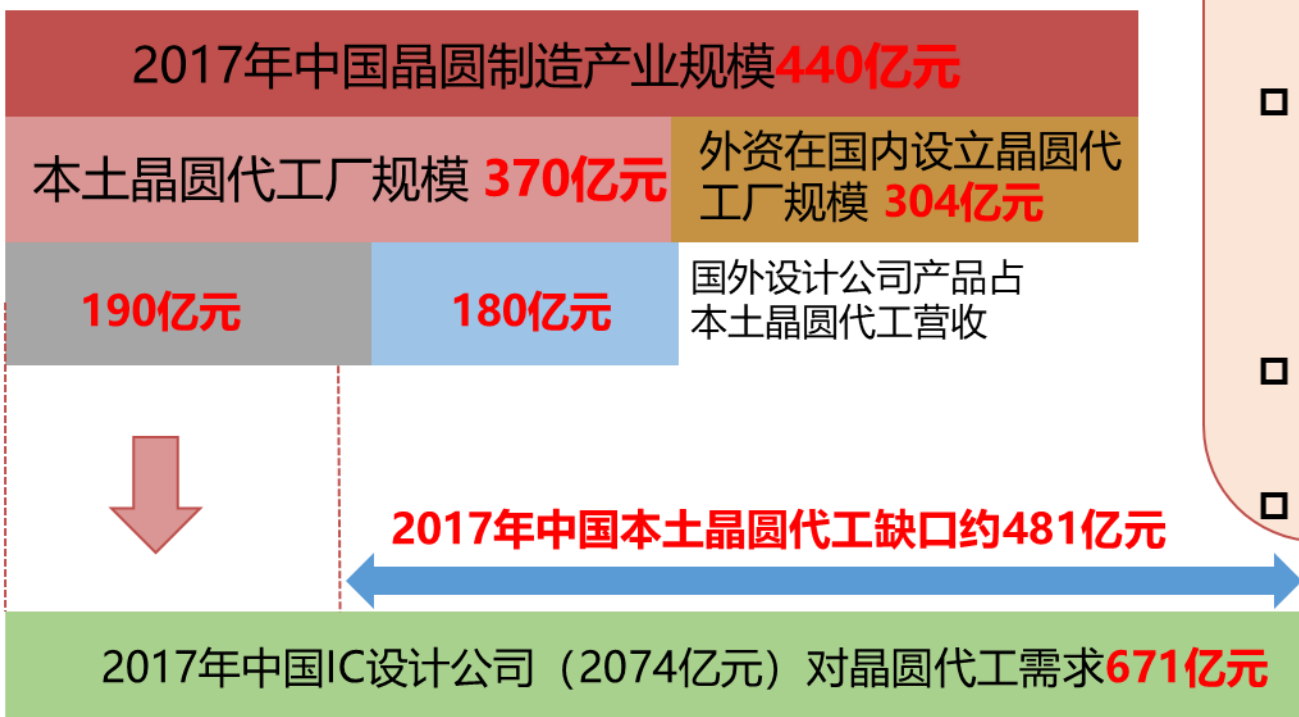 2017年中国晶圆制造产业规模440亿元
本土晶圆代工厂规模 370亿元
外资在国内设立晶圆代
工厂规模 304亿元
190亿元
180亿元
国外设计公司产品占
本土晶圆代工营收
2017年中国本土晶圆代工缺口约481亿元
2017年中国IC设计公司（2074亿元）对晶圆代工需求671亿元